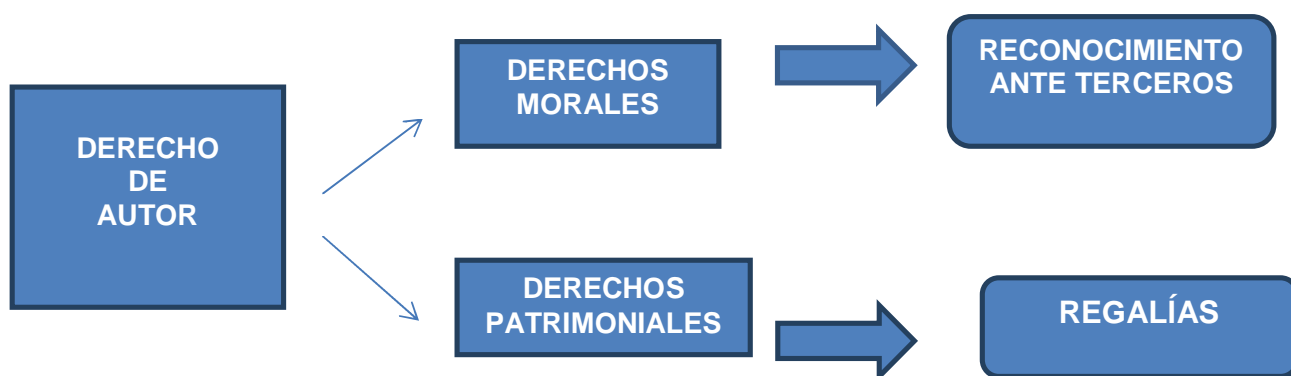 DERECHO
DE
AUTOR
DERECHOS
MORALES
RECONOCIMIENTO
ANTE TERCEROS
DERECHOS
PATRIMONIALES
REGALÍAS